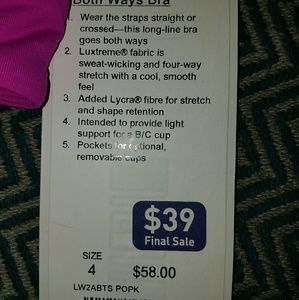 Both Ways Bra
1. Wear the straps straight or
crossed—this long-line bra
goes both ways
2. Luxtreme® fabric is
sweat-wicking and four-way
stretch with a cool, smooth
feel
3. Added Lycra® fibre for stretch
and shape retention
4. Intended to provide light
support for a B/C cup
5. Pockets for optional,
removable cups
$39
Final Sale
SIZE
4 $58.00
LW2ABTS POPK